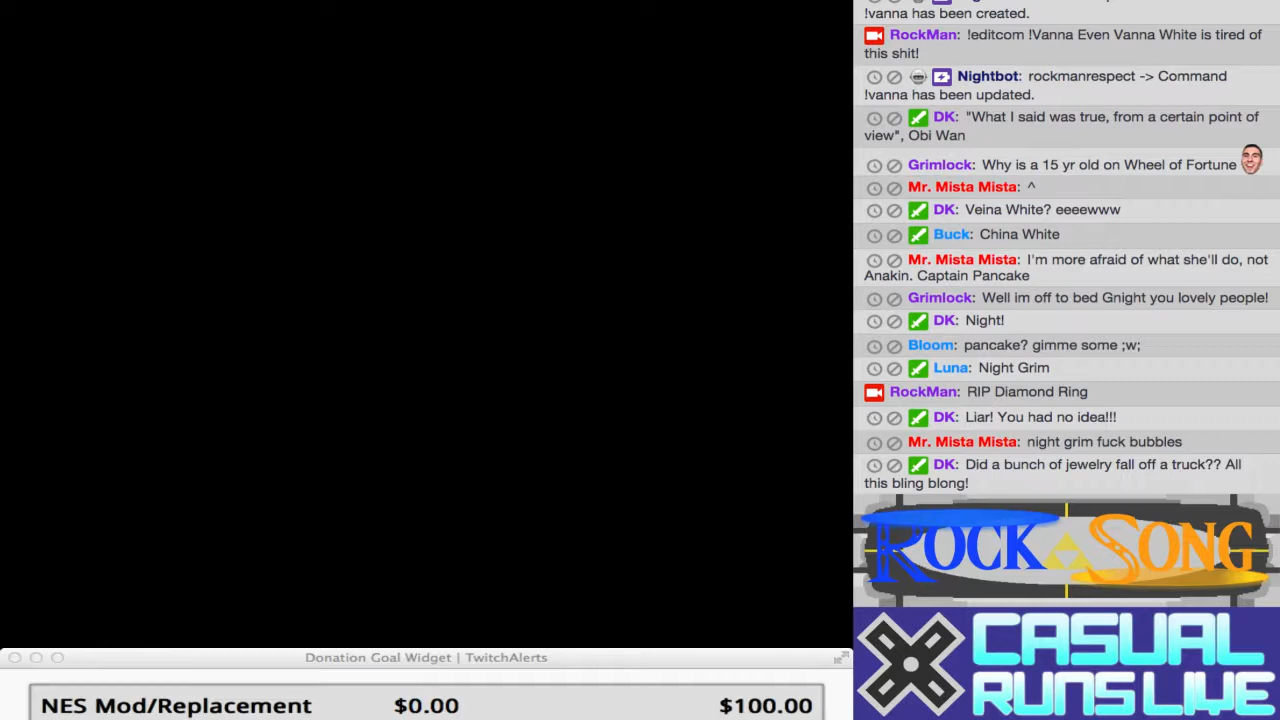 !vanna has been created.
RockMan: !editcom !Vanna Even Vanna White is tired of
this shit!
Nightbot: rockmanrespect -> Command
!vanna has been updated.
DK: "What I said was true, from a certain point of
view", Obi Wan
Grimlock: Why is a 15 yr old on Wheel of Fortune
Mr. Mista Mista: ^
DK: Veina White? eeeewww
Buck: China White
Mr. Mista Mista: I'm more afraid of what she'll do, not
Anakin. Captain Pancake
Grimlock: Well im off to bed Gnight you lovely people!
DK: Night!
Bloom: pancake? gimme some ;w;
Luna: Night Grim
RockMan: RIP Diamond Ring
DK: Liar! You had no idea!!!
Mr. Mista Mista: night grim fuck bubbles
DK: Did a bunch of jewelry fall off a truck?? All
this bling blong!
ROCK SONG
CASUAL
RUNS LIVE
Donation Goal Widget | TwitchAlerts
NES Mod/Replacement $0.00 $100.00